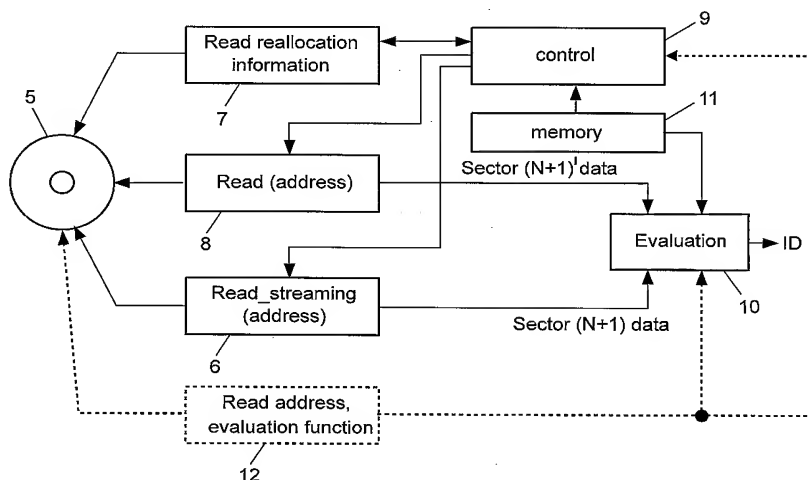 9
Read reallocation
information
control
5
7
11
memory
Sector (N+1)' data
Read (address)
8
Evaluation
ID
Read_streaming
(address)
10
Sector (N+1) data
6
Read address,
evaluation function
12